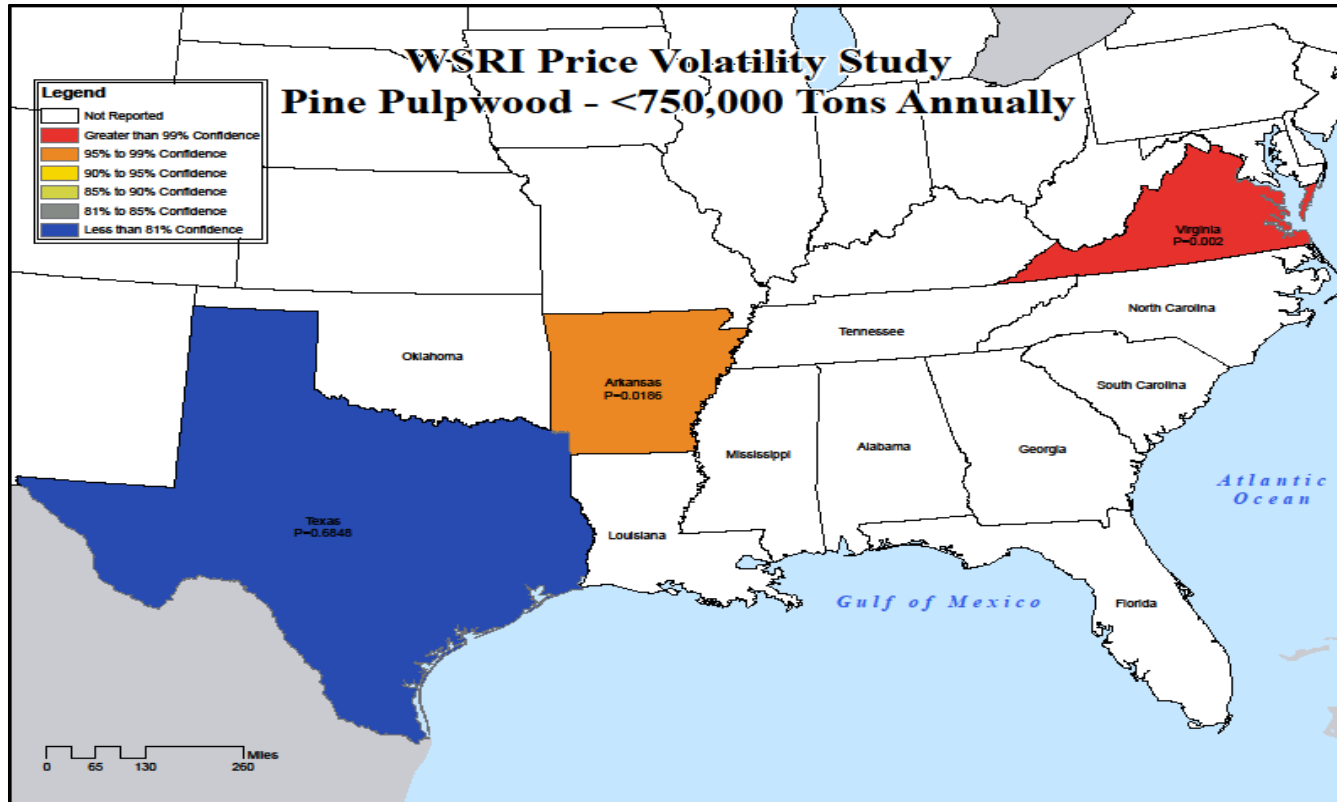 WSRI Price Volatility Study
Pine Pulpwood - <750,000 Tons Annually
Legend
Not Reported
Greater than 99% Confidence
95% to 99% Confidence
90% to 95% Confidence
85% to 90% Confidence
81% to 85% Confidence
Less than 81% Confidence
Virginia
P=0.002
North Carolina
Tennessee
Oklahoma
Arkansas
P=0.0186
South Carolina
Mississippi
Alabama
Georgia
Atlantic
Ocean
Texas
P=0.6848
Louisiana
Gulf of Mexico
Florida
Miles
0 65 130 260